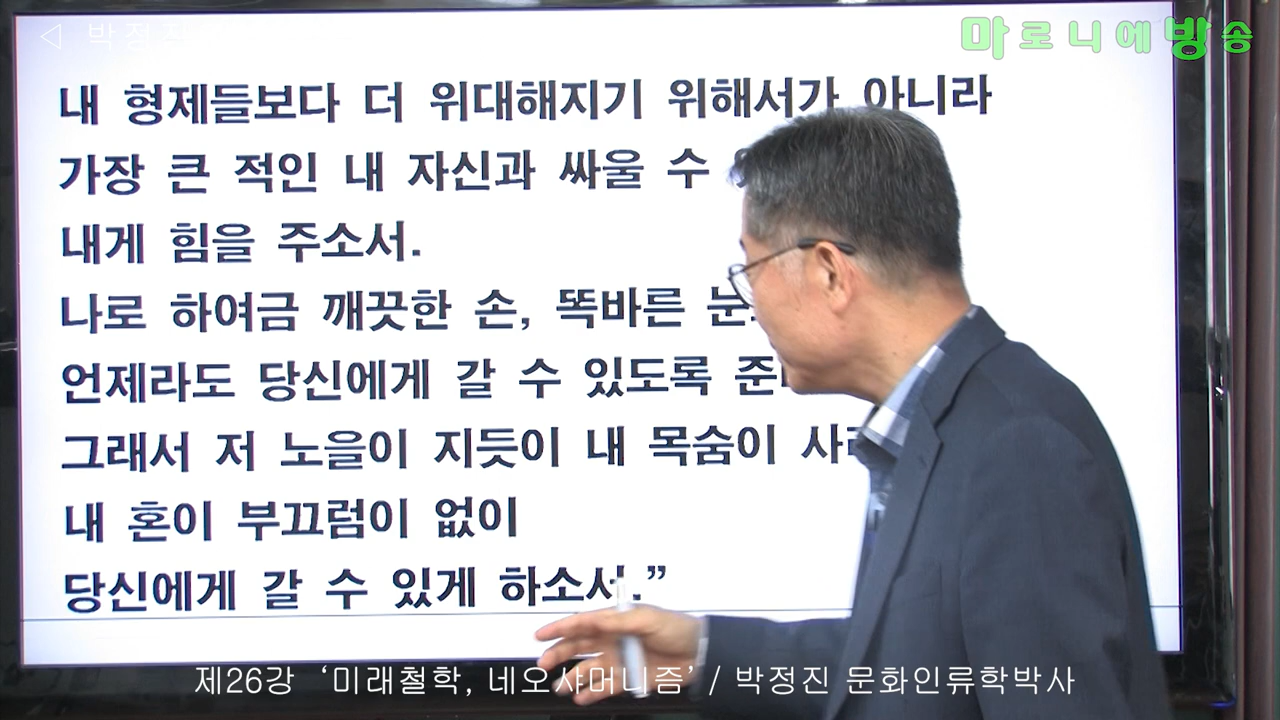 ◁ 박정진
마로니에방송
내 형제들보다 더 위대해지기 위해서가 아니라
가장 큰 적인 내 자신과 싸울 수
내게 힘을 주소서.
나로 하여금 깨끗한 손, 똑바른
언제라도 당신에게 갈 수 있도록
그래서 저 노을이 지듯이 내 목숨이
내 혼이 부끄럼이 없이
당신에게 갈 수 있게 하소서.”
제26강 ‘미래철학, 네오샤머니즘’ / 박정진 문화인류학박사